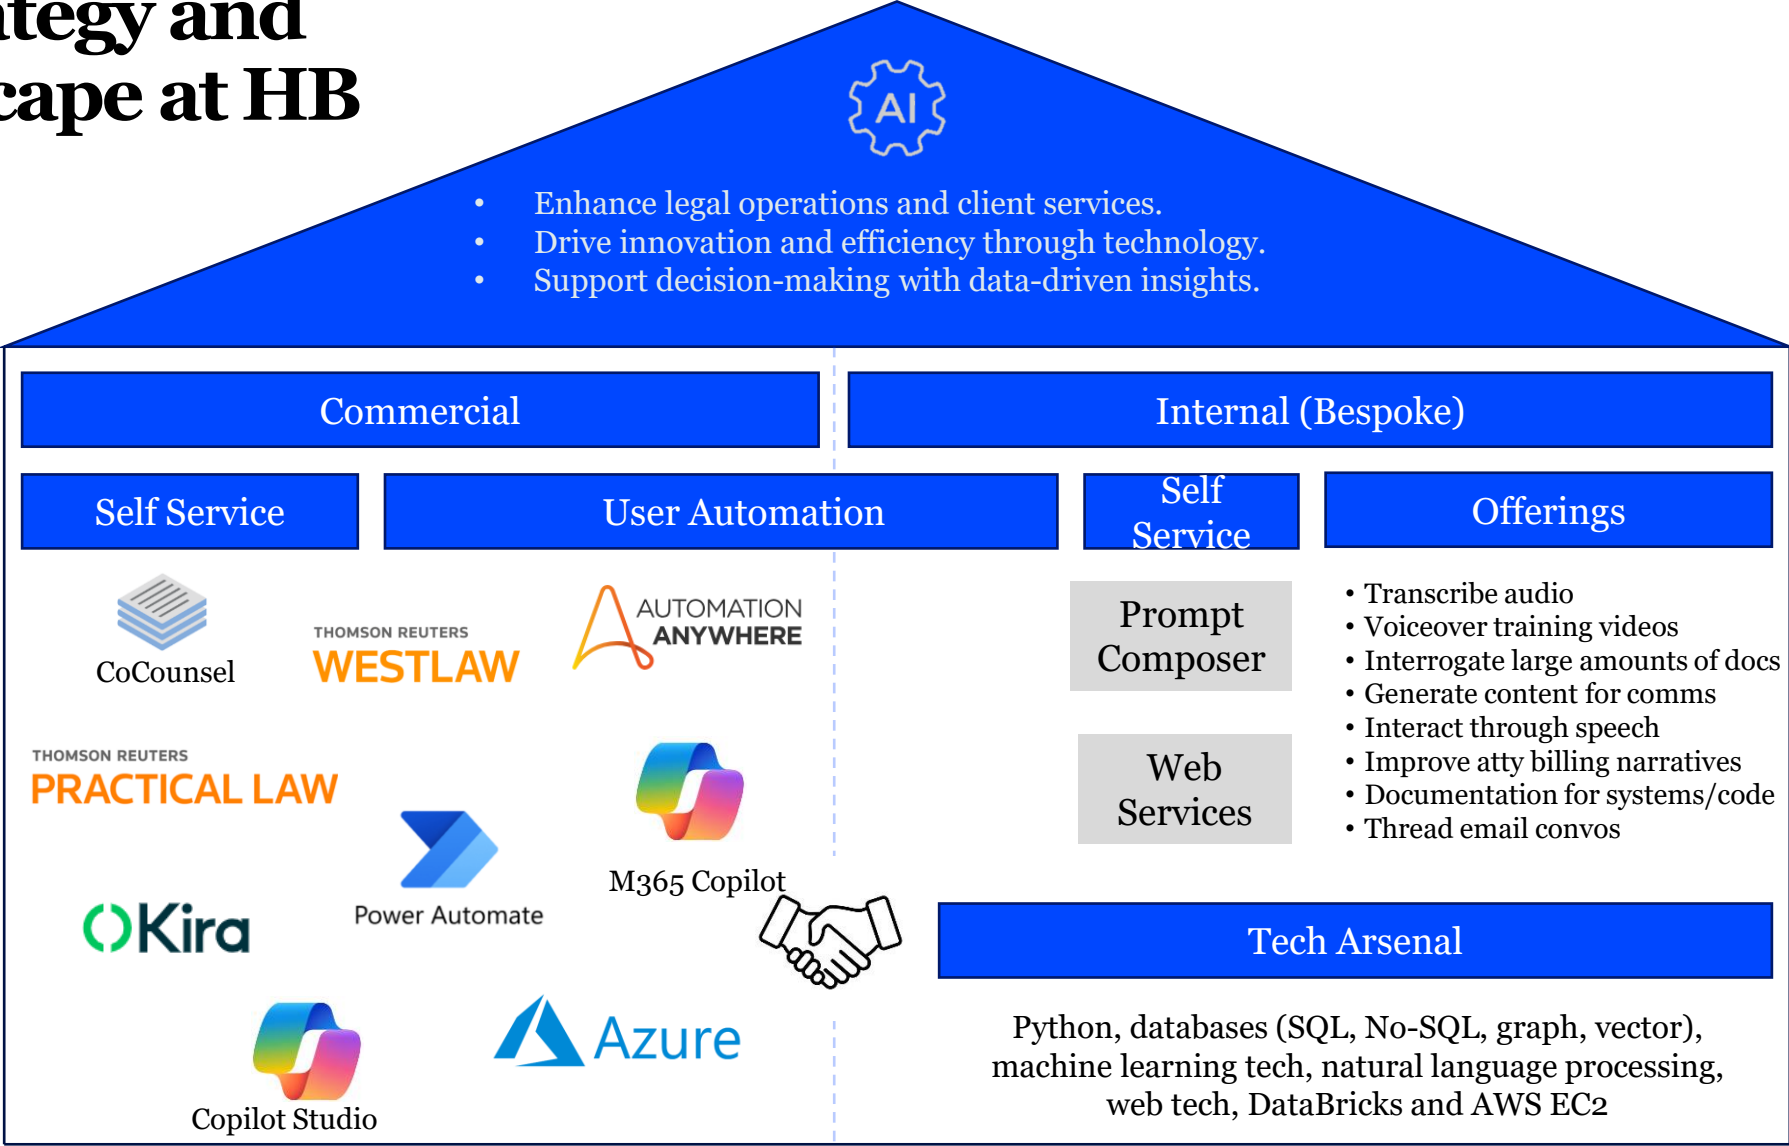 and
at HB
AI
• Enhance legal operations and client services.
• Drive innovation and efficiency through technology.
• Support decision-making with data-driven insights.
Commercial
Internal (Bespoke)
Self Service
User Automation
Self
Service
Offerings
CoCounsel
THOMSON REUTERS
WESTLAW
AUTOMATION
ANYWHERE
THOMSON REUTERS
PRACTICAL LAW
Power Automate
M365 Copilot
Kira
Copilot Studio
Azure
Prompt
Composer
Web
Services
• Transcribe audio
• Voiceover training videos
• Interrogate large amounts of docs
• Generate content for comms
• Interact through speech
• Improve atty billing narratives
• Documentation for systems/code
• Thread email convos
Tech Arsenal
Python, databases (SQL, No-SQL, graph, vector),
machine learning tech, natural language processing,
web tech, DataBricks and AWS EC2